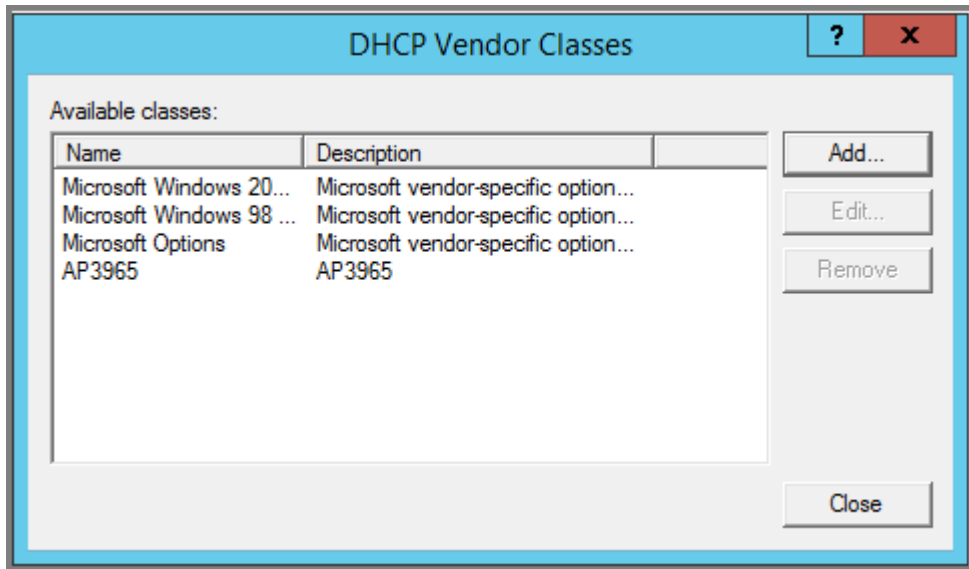 DHCP Vendor Classes
? x
Available classes:
Name Description
Microsoft Windows 20... Microsoft vendor-specific option...
Microsoft Windows 98 ... Microsoft vendor-specific option...
Microsoft Options Microsoft vendor-specific option...
AP3965 AP3965
Add...
Edit...
Remove
Close